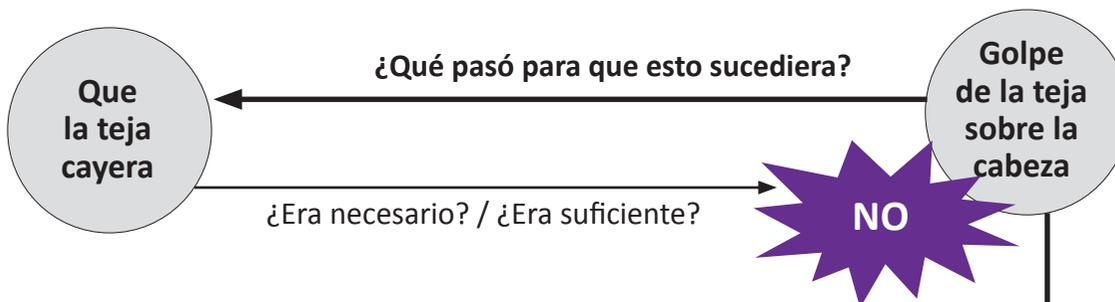 Que
la teja
cayera
¿Qué pasó para que esto sucediera?
Golpe
de la teja
sobre la
cabeza
¿Era necesario? / ¿Era suficiente?
NO